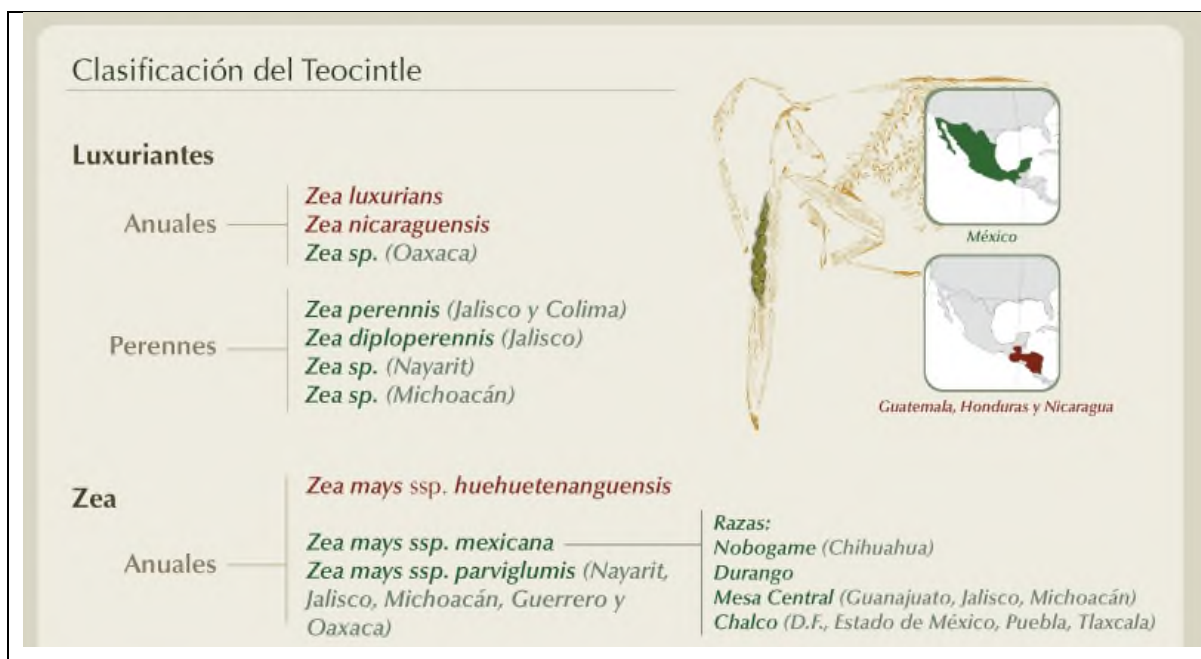 Clasificación del Teocintle
Luxuriantes
Anuales
Zea luxurians
Zea nicaraguensis
Zea sp. (Oaxaca)
Perennes
Zea perennis (Jalisco y Colima)
Zea diploperennis (Jalisco)
Zea sp. (Nayarit)
Zea sp. (Michoacán)
México
Guatemala, Honduras y Nicaragua
Zea
Anuales
Zea mays ssp. huehuetenanguensis
Zea mays ssp. mexicana
Zea mays ssp. parviglumis (Nayarit,
Jalisco, Michoacán, Guerrero y
Oaxaca)
Razas:
Nobogame (Chihuahua)
Durango
Mesa Central (Guanajuato, Jalisco, Michoacán)
Chalco (D.F., Estado de México, Puebla, Tlaxcala)